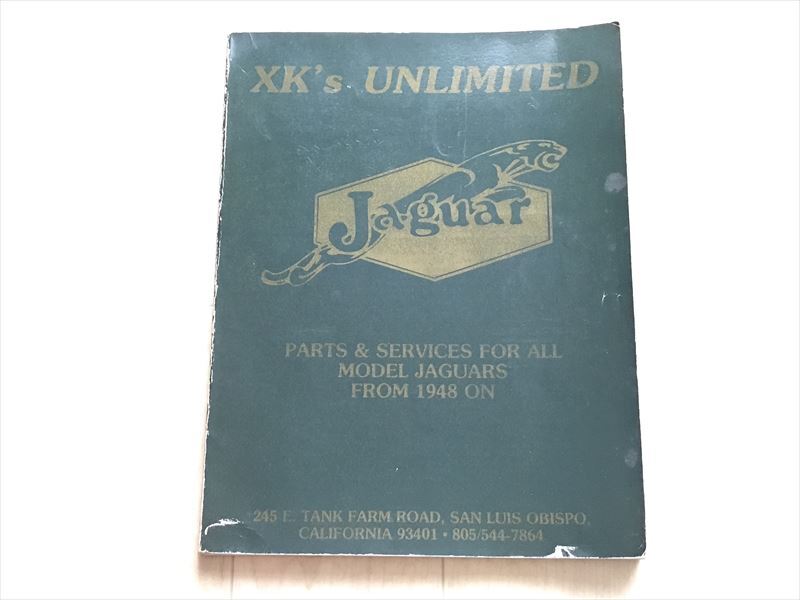 XK's UNLIMITED
Jaguar
PARTS & SERVICES FOR ALL
MODEL JAGUARS
FROM 1948 ON
245 E. TANK FARM ROAD, SAN LUIS OBISPO,
CALIFORNIA 93401 • 805/544-7864